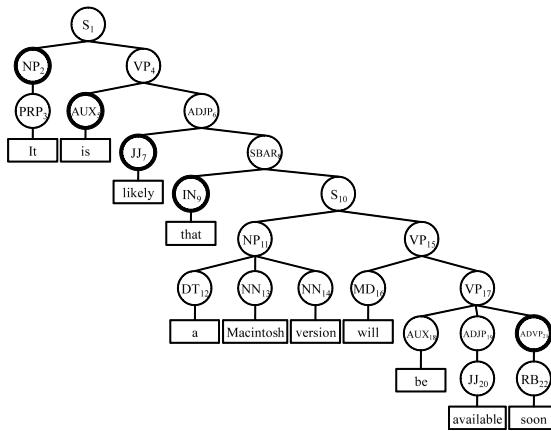 S1
NP2 VP4
PRP3 AUX ADJP6
It is JJ7 SBAR8
likely IN9 S10
that NP11 VP15
DT12 NN13 NN14 MD16 VP17
a Macintosh version will AUX18 ADJP19 ADVP21
be JJ20 RB22
available soon